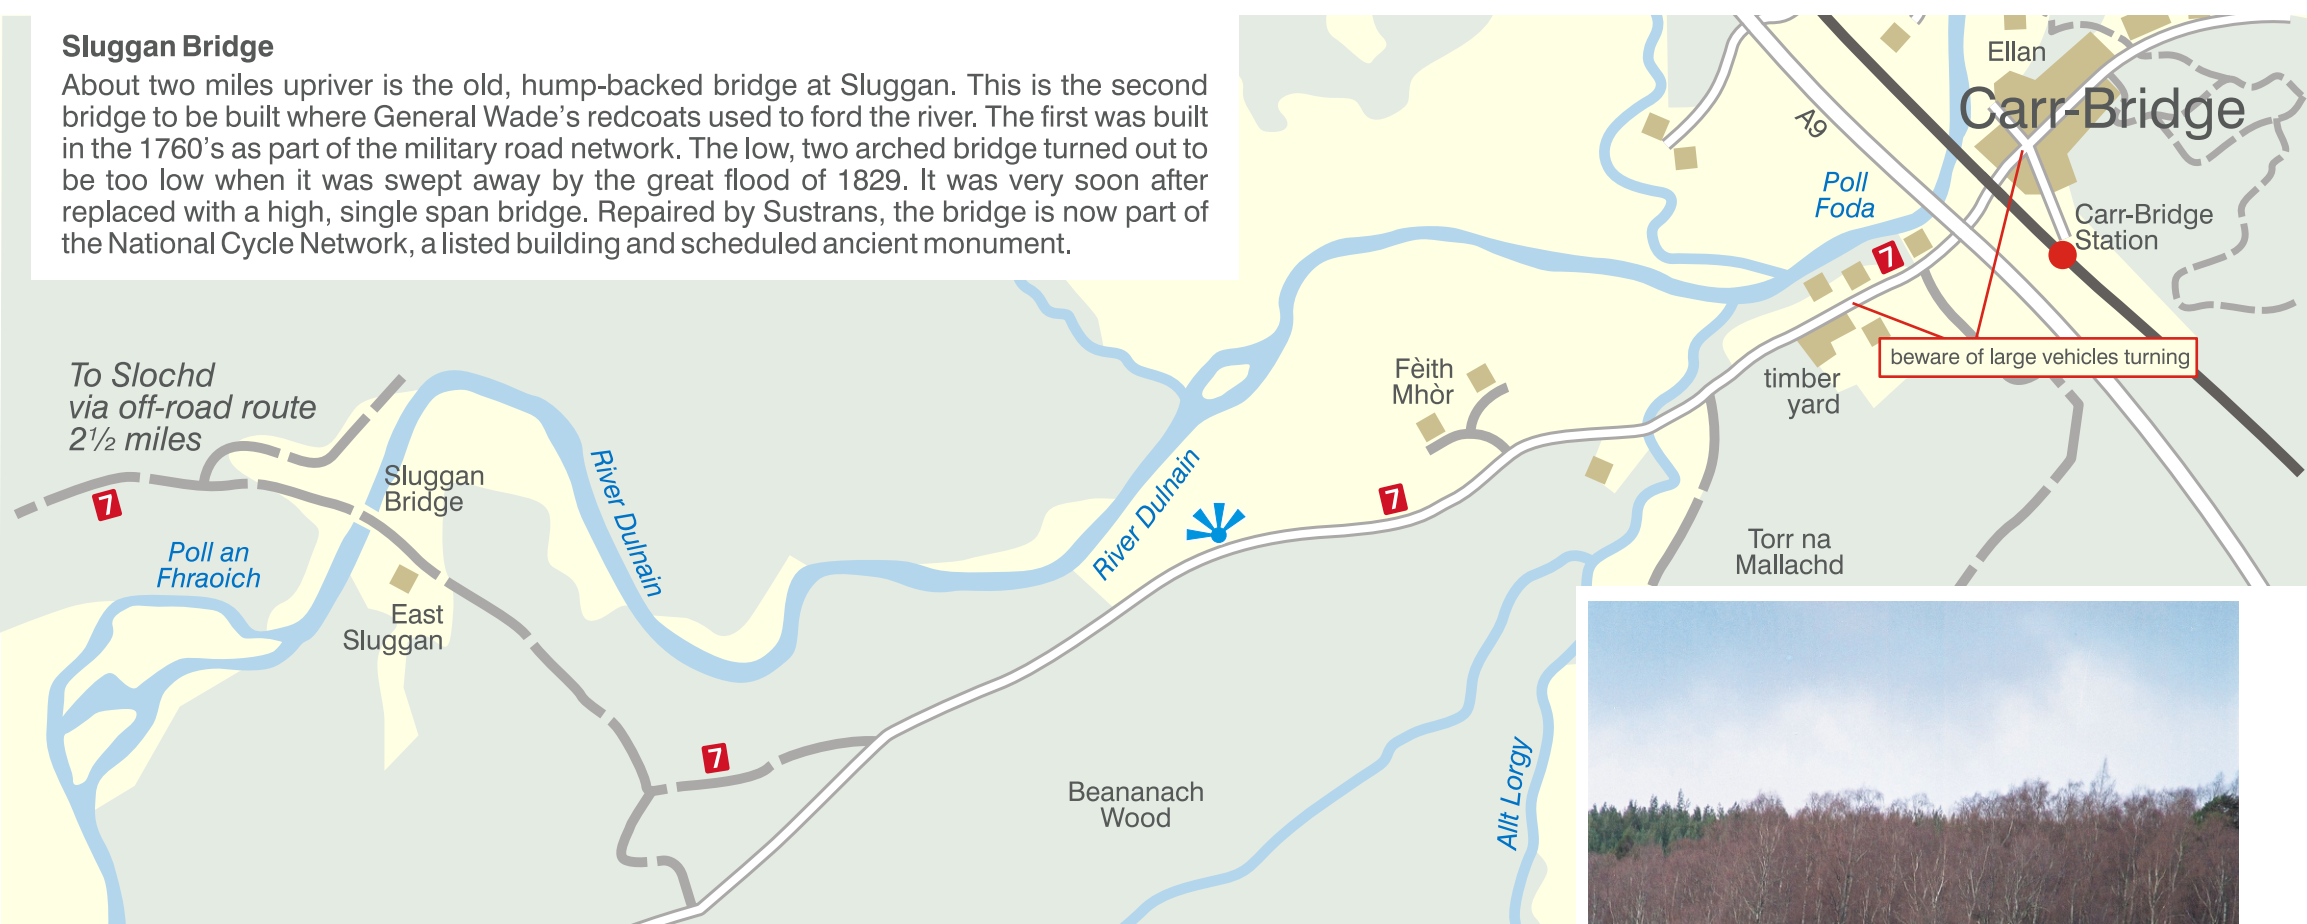 Sluggan Bridge
About two miles upriver is the old, hump-backed bridge at Sluggan. This is the second
bridge to be built where General Wade's redcoats used to ford the river. The first was built
in the 1760's as part of the military road network. The low, two arched bridge turned out to
be too low when it was swept away by the great flood of 1829. It was very soon after
replaced with a high, single span bridge. Repaired by Sustrans, the bridge is now part of
the National Cycle Network, a listed building and scheduled ancient monument.
Ellan
Carr-Bridge
A9
Poll
Foda
Carr-Bridge
Station
7
beware of large vehicles turning
timber
yard
Fèith
Mhòr
To Slochd
via off-road route
2½ miles
7
Sluggan
Bridge
River Dulnain
River Dulnain
7
Poll an
Fhraoich
East
Sluggan
Torr na
Mallachd
7
Beananach
Wood
Allt Lorgy